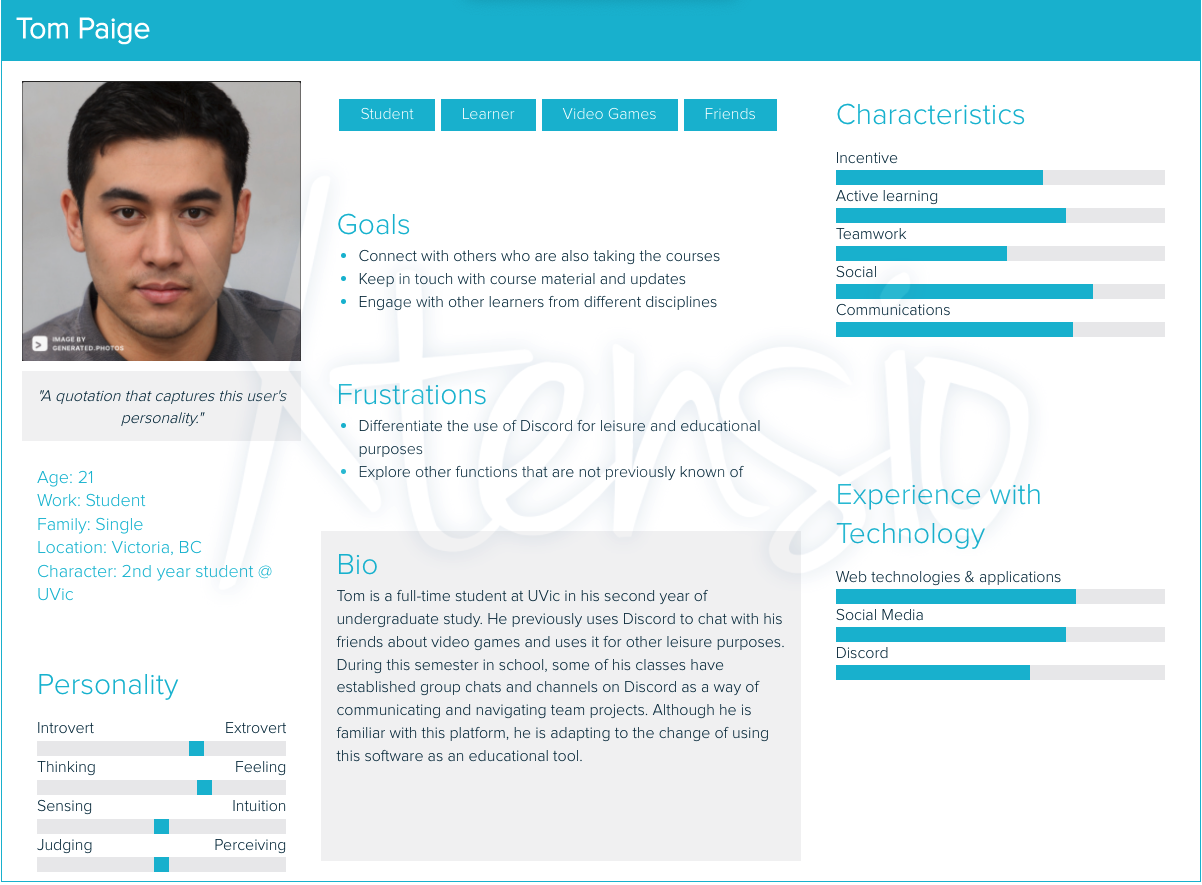 Tom Paige
IMAGE BY
GENERATED.PHOTOS
"A quotation that captures this user's
personality."
Age: 21
Work: Student
Family: Single
Location: Victoria, BC
Character: 2nd year student @
UVic
Personality
Introvert Extrovert
Thinking Feeling
Sensing Intuition
Judging Perceiving
Student Learner Video Games Friends
Goals
Connect with others who are also taking the courses
Keep in touch with course material and updates
Engage with other learners from different disciplines
Frustrations
Differentiate the use of Discord for leisure and educational
purposes
Explore other functions that are not previously known of
Bio
Tom is a full-time student at UVic in his second year of
undergraduate study. He previously uses Discord to chat with his
friends about video games and uses it for other leisure purposes.
During this semester in school, some of his classes have
established group chats and channels on Discord as a way of
communicating and navigating team projects. Although he is
familiar with this platform, he is adapting to the change of using
this software as an educational tool.
Characteristics
Incentive
Active learning
Teamwork
Social
Communications
Experience with
Technology
Web technologies & applications
Social Media
Discord
Xtensio